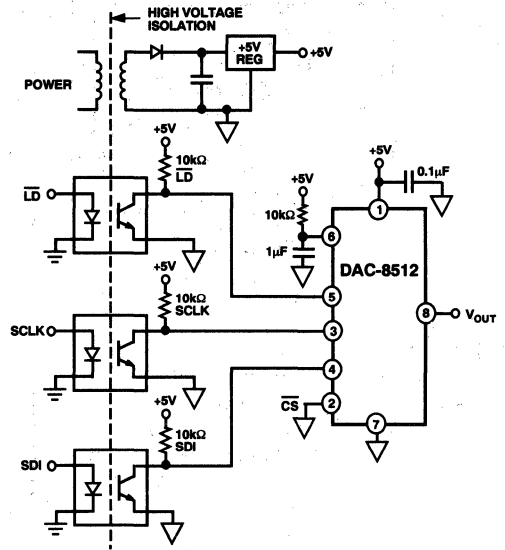 HIGH VOLTAGE
ISOLATION
POWER
+5V
REG
+5V
+5V
10kΩ
LD
LD
+5V
10kΩ
1µF
+5V
0.1µF
1
6
DAC-8512
5
8
VOUT
+5V
10kΩ
SCLK
SCLK
3
4
CS
2
7
+5V
10kΩ
SDI
SDI